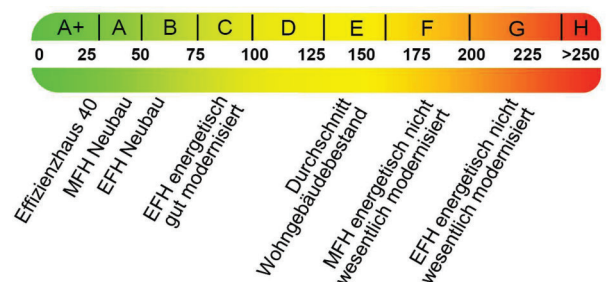 A+ A B C D E F G H
0 25 50 75 100 125 150 175 200 225 >250
Effizienzhaus 40
MFH Neubau
EFH Neubau
EFH energetisch
gut modernisiert
Durchschnitt
Wohngebäudebestand
MFH energetisch nicht
wesentlich modernisiert
EFH energetisch nicht
wesentlich modernisiert